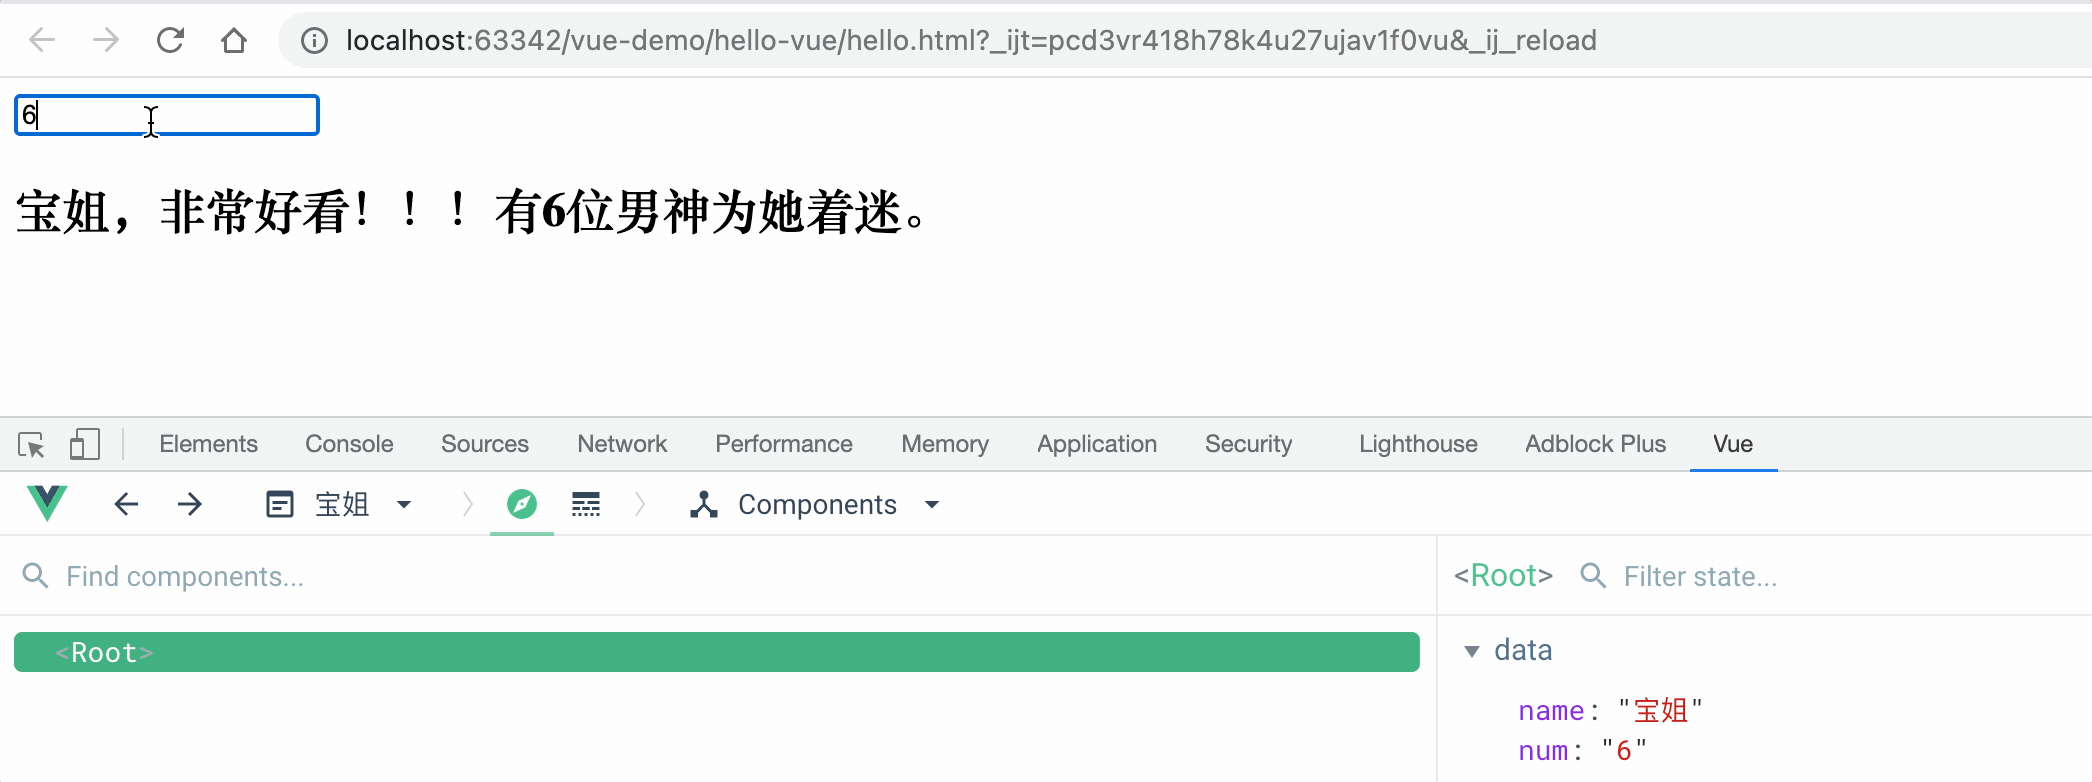 localhost:63342/vue-demo/hello-vue/hello.html?_ijt=pcd3vr418h78k4u27ujav1f0vu&_ij_reload
6
宝姐，非常好看！！！有6位男神为她着迷。
Elements Console Sources Network Performance Memory Application Security Lighthouse Adblock Plus Vue
宝姐 Components
Find components... <Root> Filter state...
<Root> data
name: "宝姐"
num: "6"